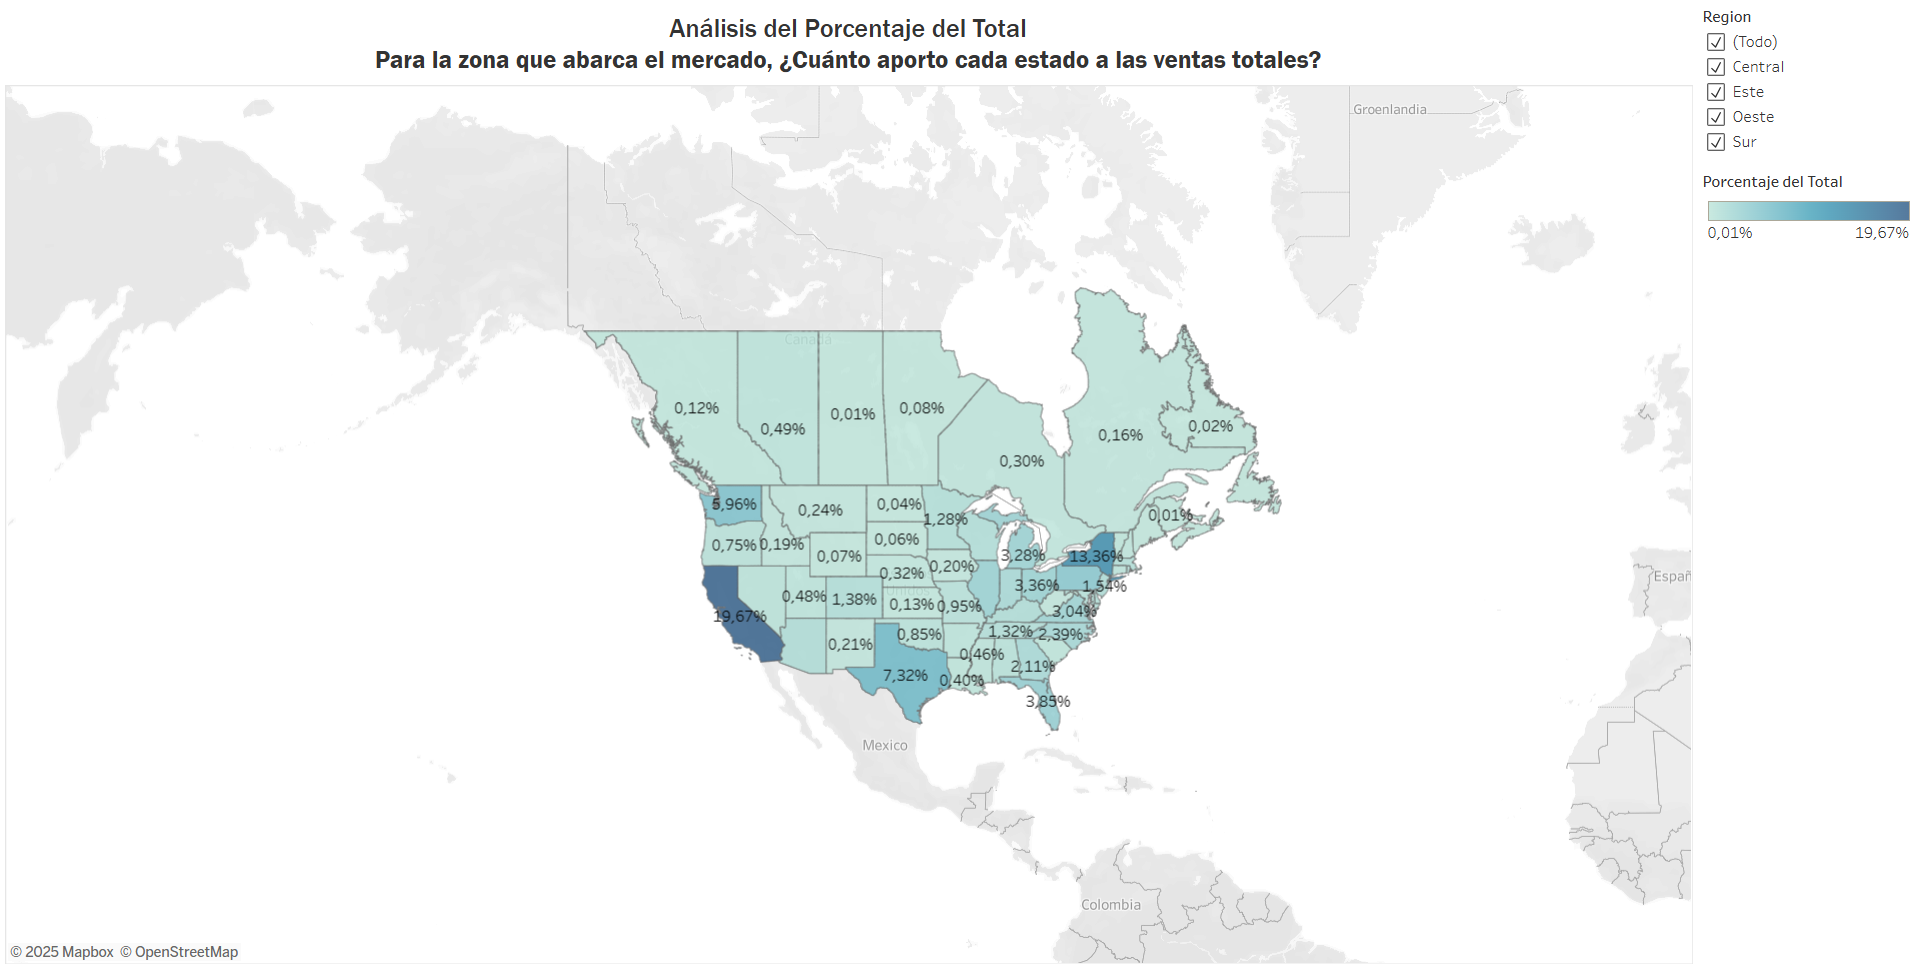 Análisis del Porcentaje del Total
Para la zona que abarca el mercado, ¿Cuánto aporto cada estado a las ventas totales?
Region
(Todo)
Central
Este
Oeste
Sur
Porcentaje del Total
0,01% 19,67%
Groenlandia
Canadá
0,12%
0,49%
0,01%
0,08%
0,30%
0,16%
0,02%
5,96%
0,24%
0,04%
1,28%
0,01%
0,75%
0,19%
0,07%
0,06%
3,28%
13,36%
0,32%
0,20%
3,36%
1,54%
Españ
0,48%
1,38%
0,13%
0,95%
3,04%
19,67%
0,21%
0,85%
1,32%
2,39%
0,46%
2,11%
7,32%
0,40%
3,85%
Mexico
Colombia
© 2025 Mapbox © OpenStreetMap